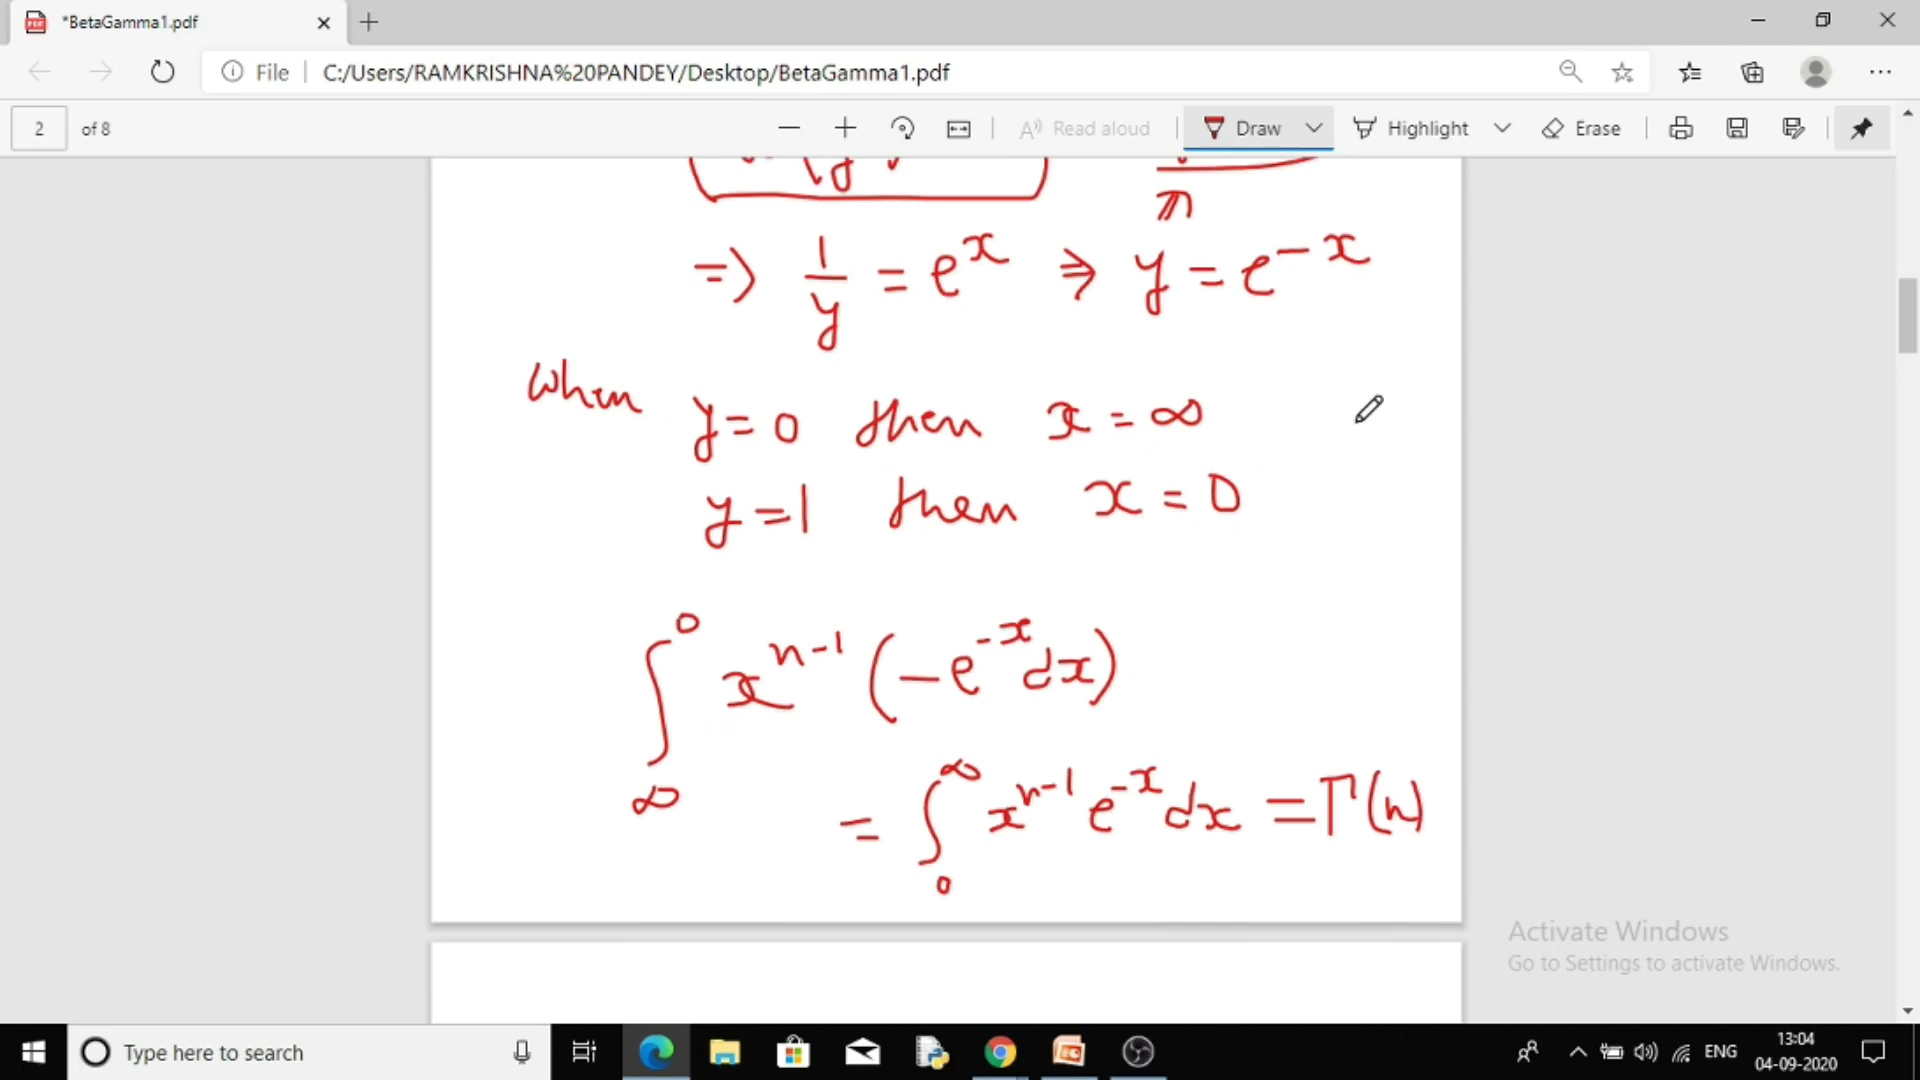 *BetaGamma1.pdf
File C:/Users/RAMKRISHNA%20PANDEY/Desktop/BetaGamma1.pdf
2 of 8 Read aloud Draw Highlight Erase
π
=> 1/y = e^x => y = e^{-x}
when
y = 0 then x = ∞
y = 1 then x = 0
∫_∞^0 x^{n-1} (-e^{-x} dx)
= ∫_0^∞ x^{n-1} e^{-x} dx = Γ(n)
Activate Windows
Go to Settings to activate Windows.
Type here to search
ENG
13:04
04-09-2020